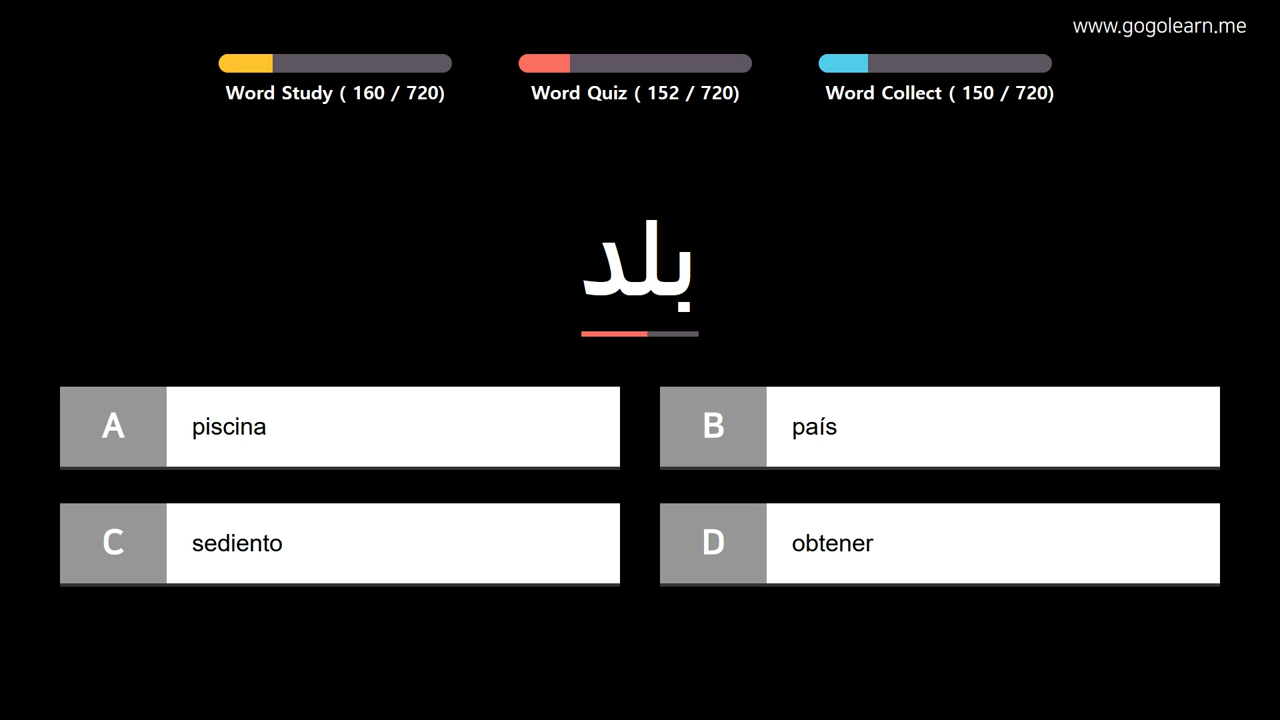 www.gogolearn.me
Word Study ( 160 / 720)
Word Quiz ( 152 / 720)
Word Collect ( 150 / 720)
بلد
A piscina
B país
C sediento
D obtener